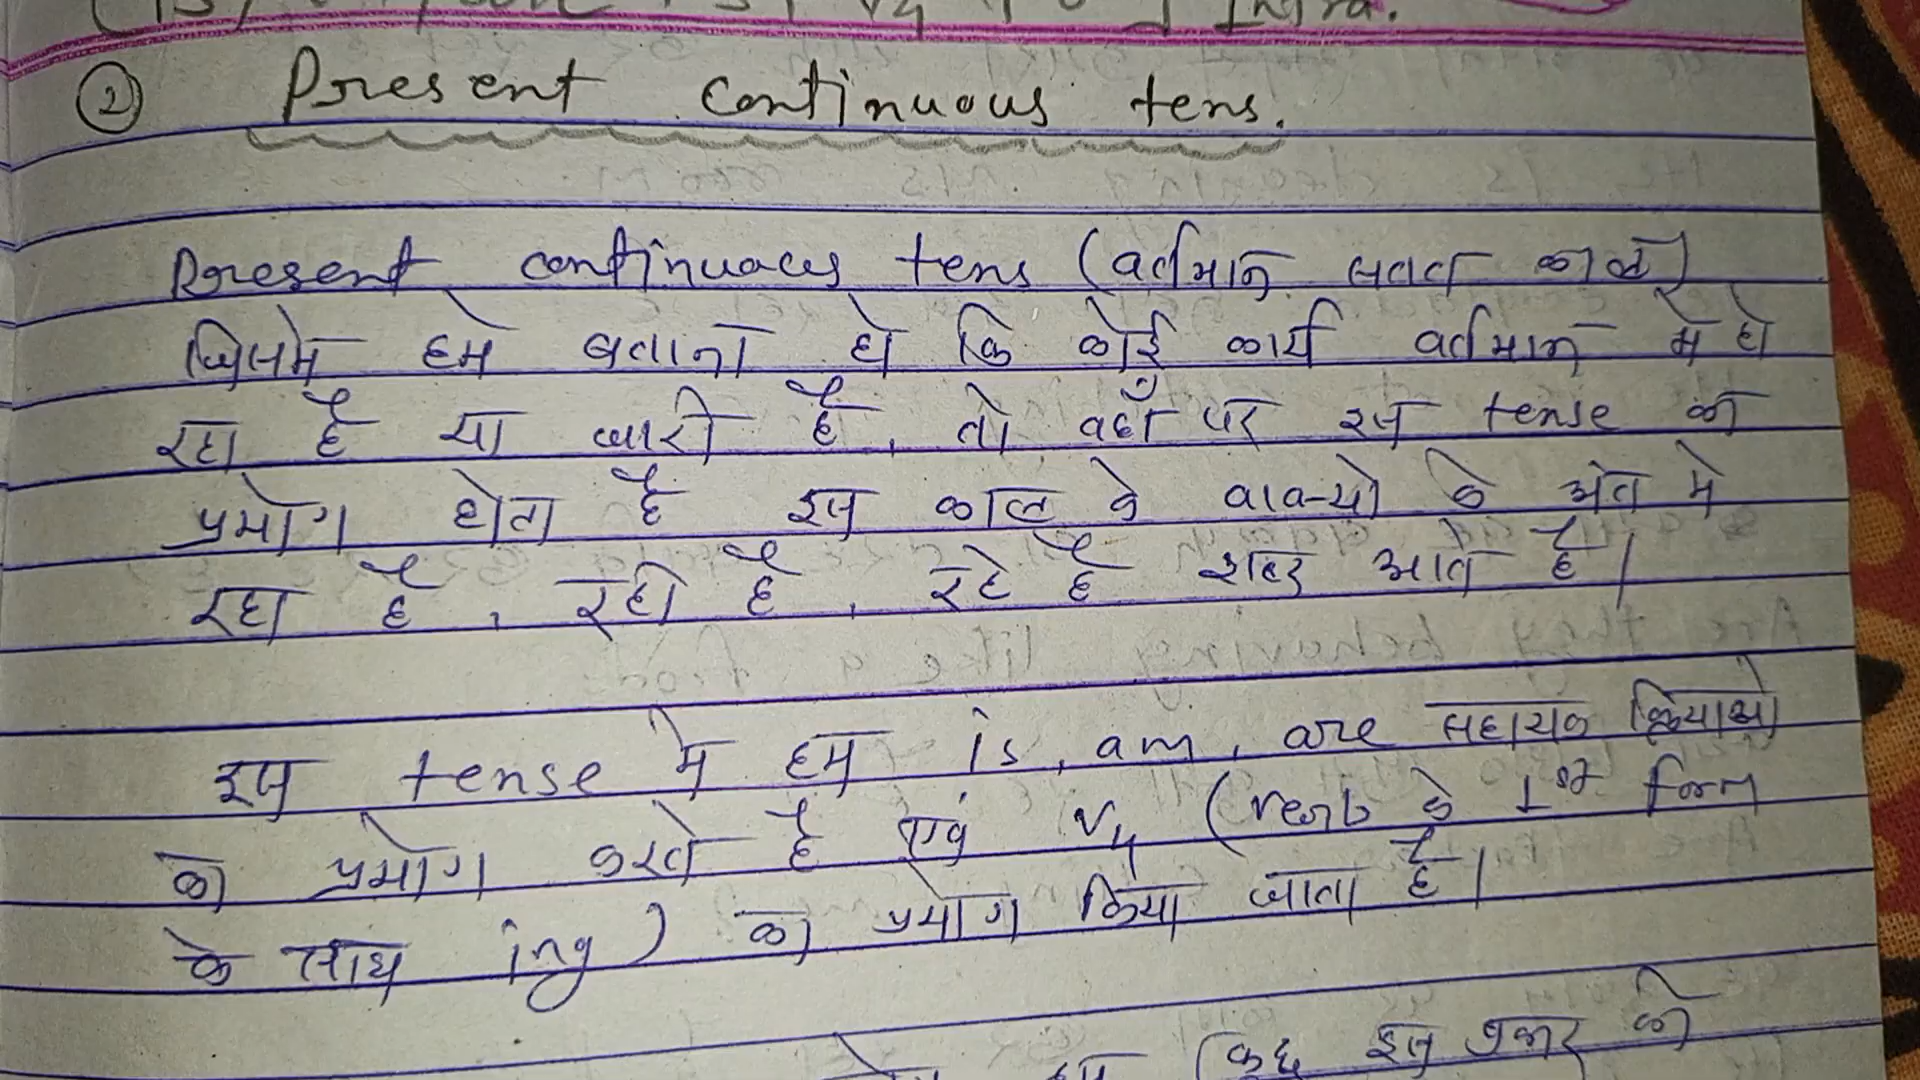 ② Present continuous tens.
Present continuous tens (वर्तमान सतत काल)
जिसमे हमे बताना हो कि कोई कार्य वर्तमान मे हो
रहा है या जारी है, तो वहाँ पर इस tense का
प्रयोग होता है इस काल के वाक्यो के अंत मे
रहा है, रही है, रहे है शब्द आते है।
इस tense मे हम is, am, are सहायक क्रियाओ
का प्रयोग करते है एवं V4 (verb के 1st form
के साथ ing) का प्रयोग किया जाता है।
कुछ इस प्रकार की